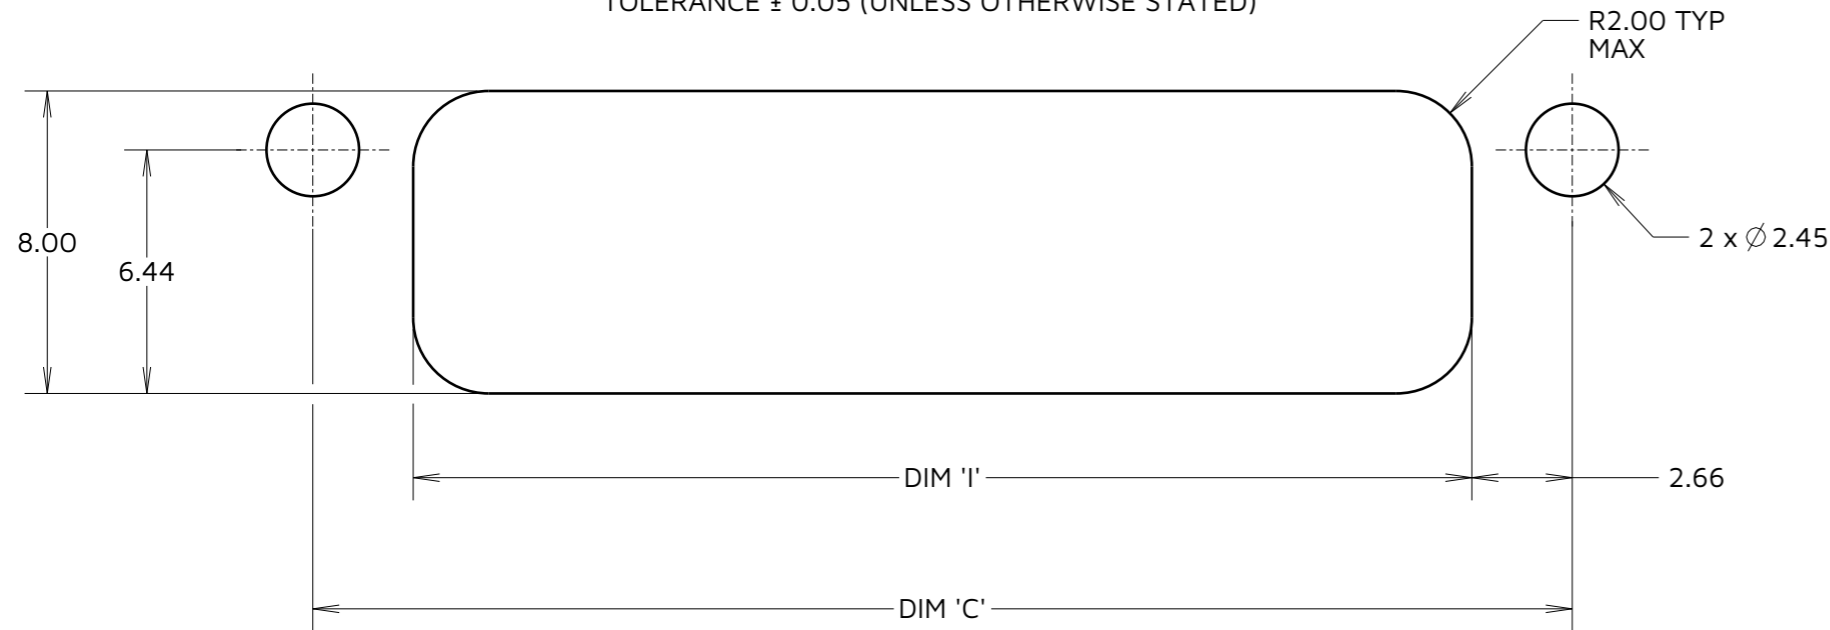 TOLERANCE ± 0.05 (UNLESS OTHERWISE STATED)
R2.00 TYP
MAX
8.00
6.44
2 x ∅ 2.45
DIM 'I'
2.66
DIM 'C'